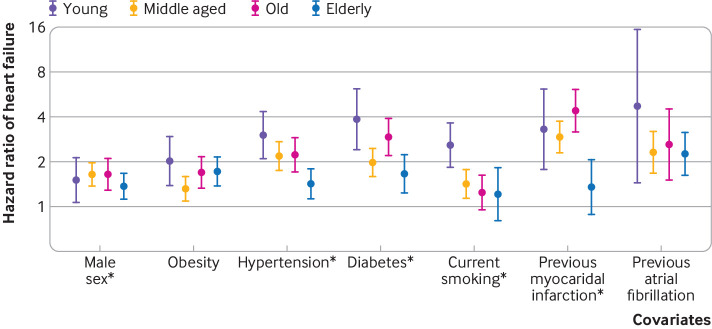 Young Middle aged Old Elderly
Hazard ratio of heart failure
16
8
4
2
1
Male
sex*
Obesity
Hypertension*
Diabetes*
Current
smoking*
Previous
myocaridal
infarction*
Previous
atrial
fibrillation
Covariates